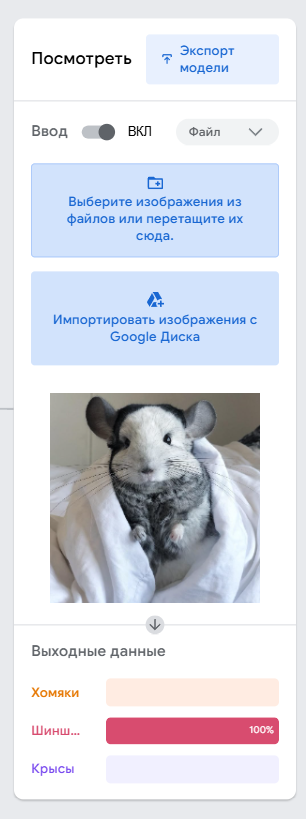 Посмотреть
Экспорт
модели
Ввод
ВКЛ
Файл
Выберите изображения из
файлов или перетащите их
сюда.
Импортировать изображения с
Google Диска
Выходные данные
Хомяки
Шинш...
100%
Крысы